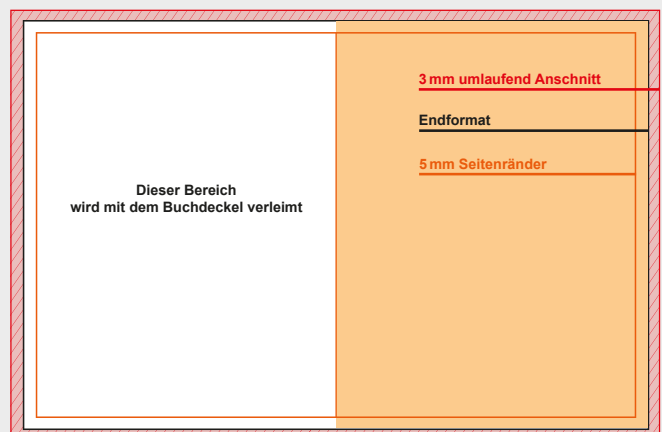 3 mm umlaufend Anschnitt
Endformat
5 mm Seitenränder
Dieser Bereich
wird mit dem Buchdeckel verleimt